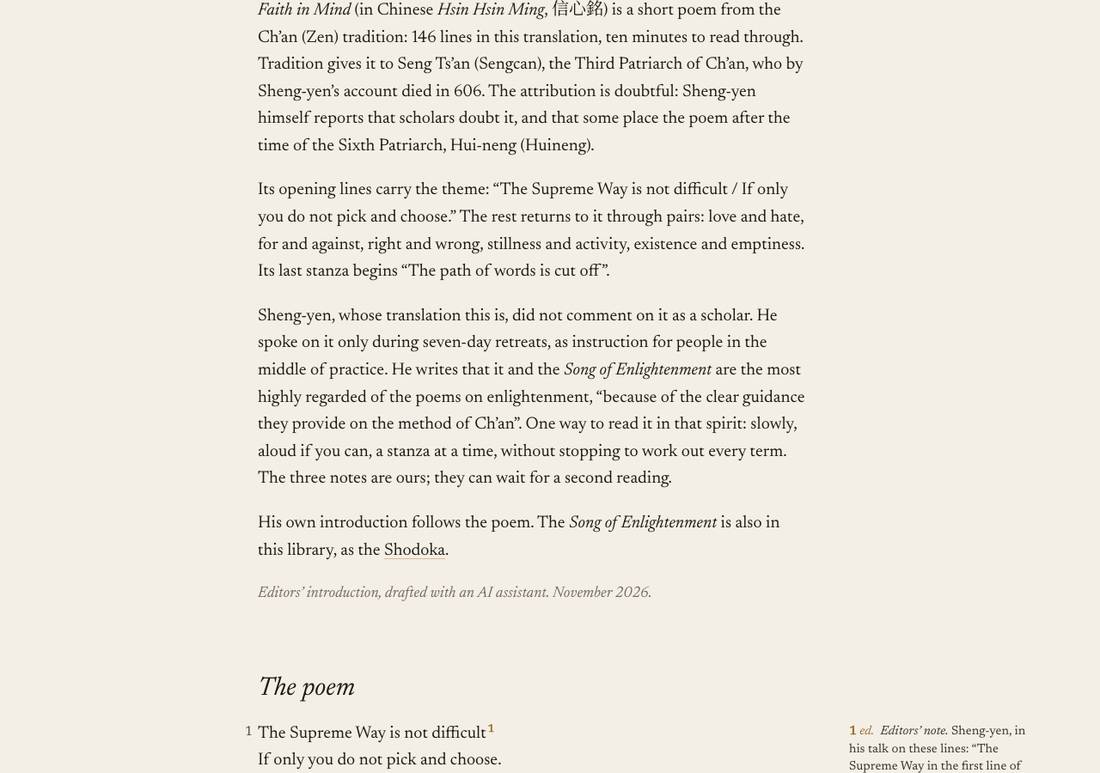 Faith in Mind (in Chinese Hsin Hsin Ming, 信心銘) is a short poem from the
Ch’an (Zen) tradition: 146 lines in this translation, ten minutes to read through.
Tradition gives it to Seng Ts’an (Sengcan), the Third Patriarch of Ch’an, who by
Sheng-yen’s account died in 606. The attribution is doubtful: Sheng-yen
himself reports that scholars doubt it, and that some place the poem after the
time of the Sixth Patriarch, Hui-neng (Huineng).
Its opening lines carry the theme: “The Supreme Way is not difficult / If only
you do not pick and choose.” The rest returns to it through pairs: love and hate,
for and against, right and wrong, stillness and activity, existence and emptiness.
Its last stanza begins “The path of words is cut off”.
Sheng-yen, whose translation this is, did not comment on it as a scholar. He
spoke on it only during seven-day retreats, as instruction for people in the
middle of practice. He writes that it and the Song of Enlightenment are the most
highly regarded of the poems on enlightenment, “because of the clear guidance
they provide on the method of Ch’an”. One way to read it in that spirit: slowly,
aloud if you can, a stanza at a time, without stopping to work out every term.
The three notes are ours; they can wait for a second reading.
His own introduction follows the poem. The Song of Enlightenment is also in
this library, as the Shodoka.
Editors’ introduction, drafted with an AI assistant. November 2026.
The poem
1 The Supreme Way is not difficult1
If only you do not pick and choose.
1 ed. Editors’ note. Sheng-yen, in
his talk on these lines: “The
Supreme Way in the first line of